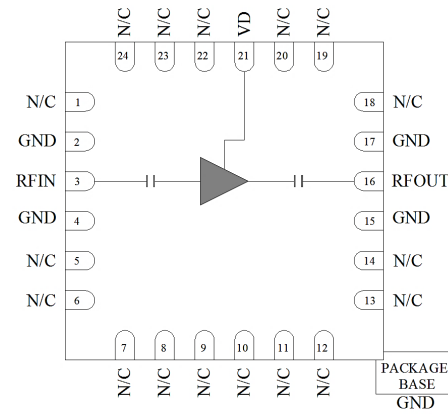 N/C N/C N/C VD N/C N/C
24 23 22 21 20 19
N/C 1 18 N/C
GND 2 17 GND
RFIN 3 16 RFOUT
GND 4 15 GND
N/C 5 14 N/C
N/C 6 13 N/C
7 8 9 10 11 12
N/C N/C N/C N/C N/C N/C
PACKAGE
BASE
GND